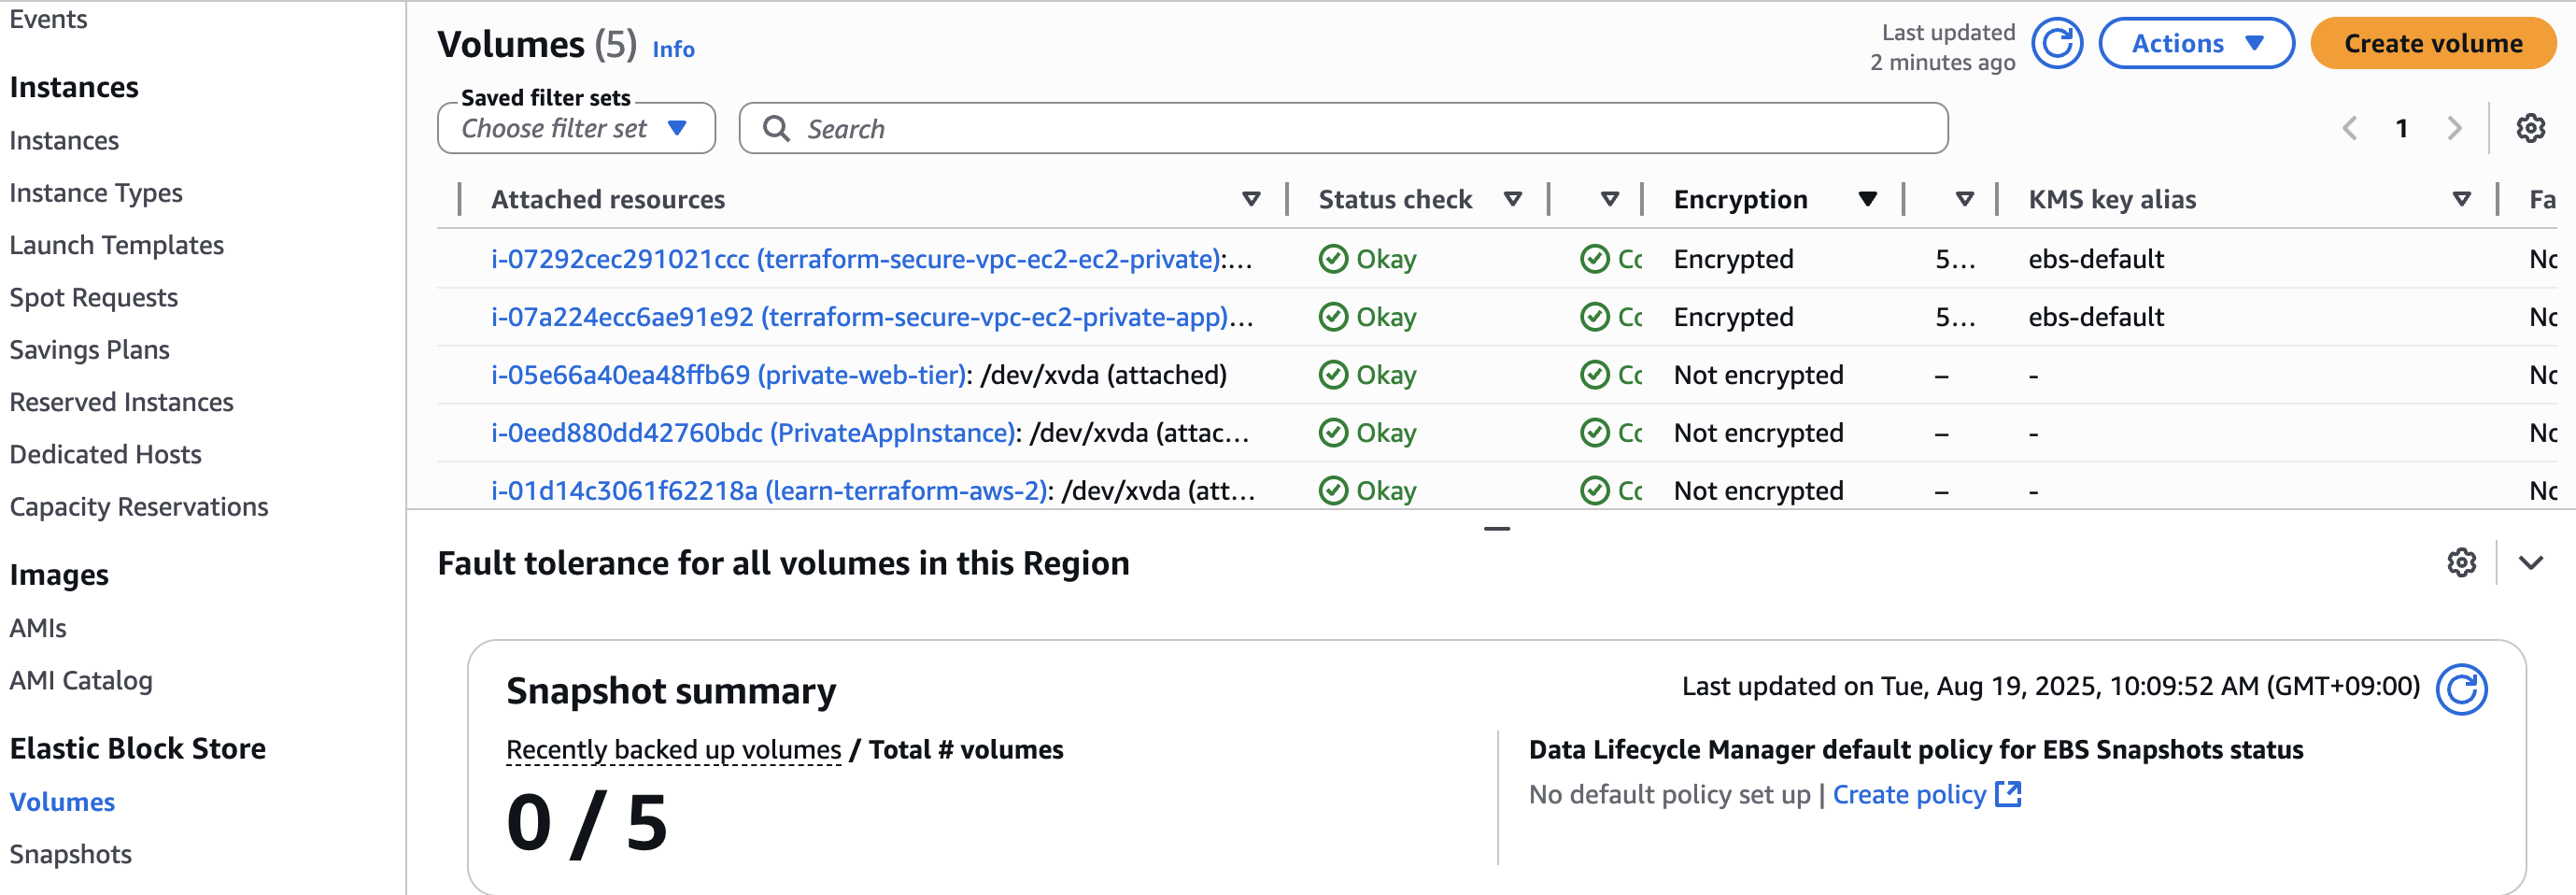 Events
Instances
Instances
Instance Types
Launch Templates
Spot Requests
Savings Plans
Reserved Instances
Dedicated Hosts
Capacity Reservations
Images
AMIs
AMI Catalog
Elastic Block Store
Volumes
Snapshots
Volumes (5) Info
Last updated
2 minutes ago
Actions
Create volume
Saved filter sets
Choose filter set
Search
1
Attached resources Status check Encryption KMS key alias Fa
i-07292cec291021ccc (terraform-secure-vpc-ec2-ec2-private):... Okay Cc Encrypted 5... ebs-default No
i-07a224ecc6ae91e92 (terraform-secure-vpc-ec2-private-app)... Okay Cc Encrypted 5... ebs-default No
i-05e66a40ea48ffb69 (private-web-tier): /dev/xvda (attached) Okay Cc Not encrypted – - No
i-0eed880dd42760bdc (PrivateAppInstance): /dev/xvda (attac... Okay Cc Not encrypted – - No
i-01d14c3061f62218a (learn-terraform-aws-2): /dev/xvda (att... Okay Cc Not encrypted – - No
Fault tolerance for all volumes in this Region
Snapshot summary
Last updated on Tue, Aug 19, 2025, 10:09:52 AM (GMT+09:00)
Recently backed up volumes / Total # volumes
0 / 5
Data Lifecycle Manager default policy for EBS Snapshots status
No default policy set up | Create policy